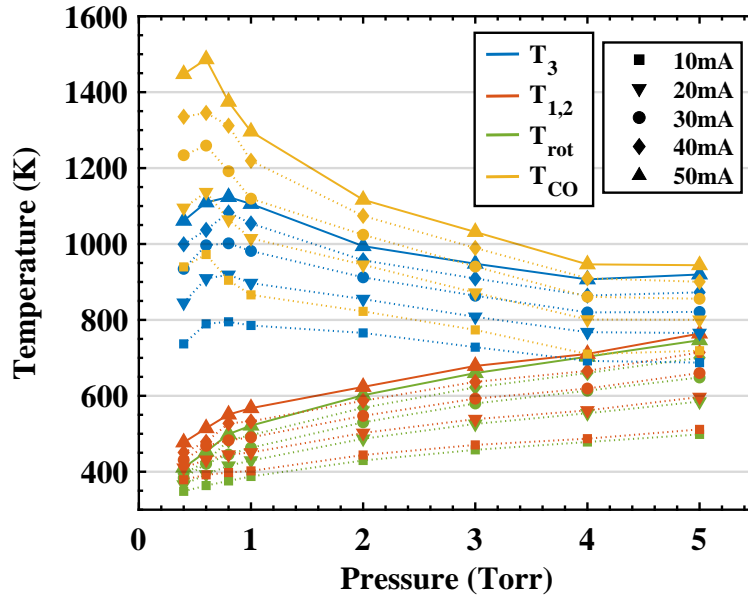 1600
1400
1200
1000
800
600
400
0
1
2
3
4
5
Temperature (K)
Pressure (Torr)
T3
T1,2
Trot
TCO
10mA
20mA
30mA
40mA
50mA